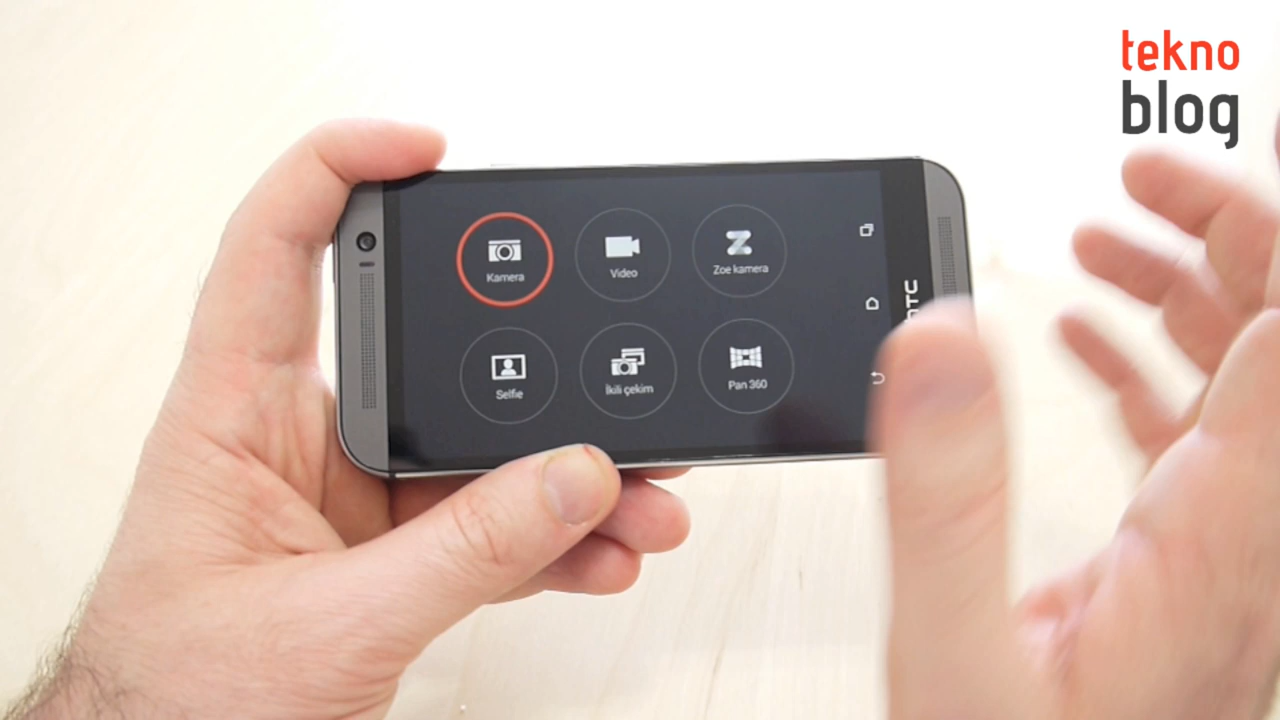 tekno
blog
Kamera
Video
Zoe kamera
Selfie
İkili çekim
Pan 360
HTC